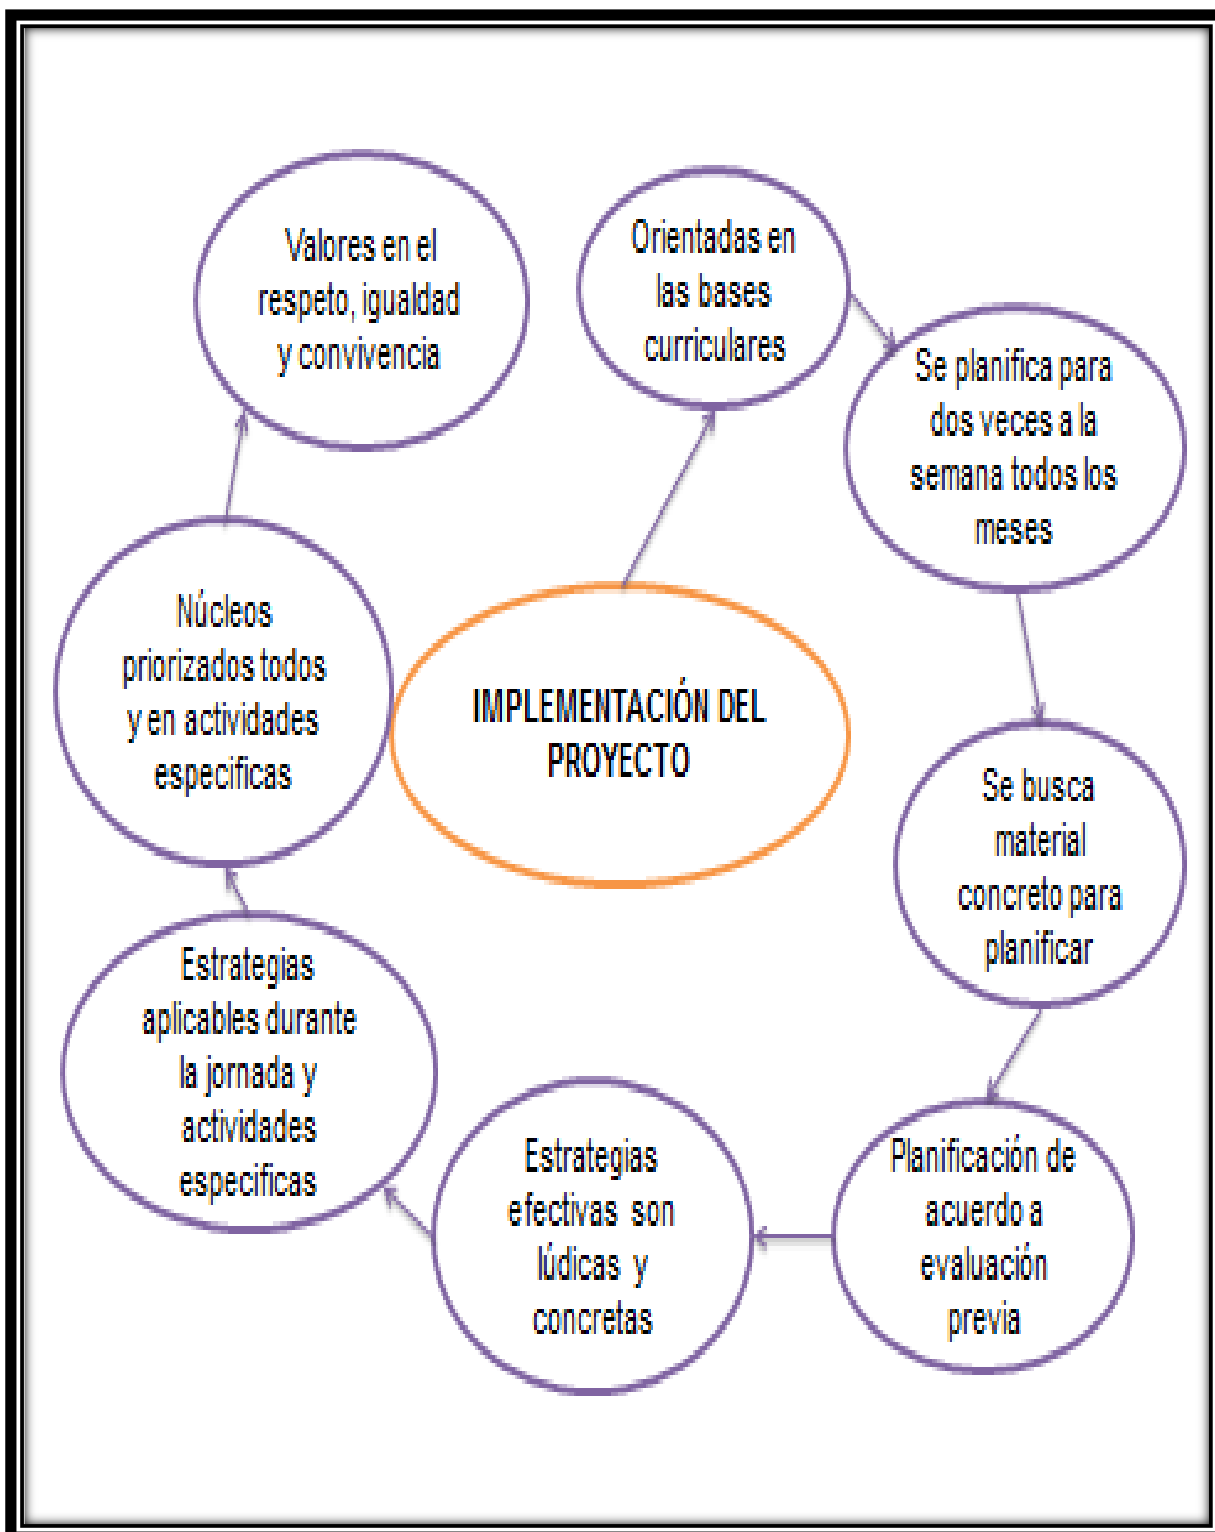 IMPLEMENTACIÓN DEL
PROYECTO
Orientadas en
las bases
curriculares
Se planifica para
dos veces a la
semana todos los
meses
Se busca
material
concreto para
planificar
Planificación de
acuerdo a
evaluación
previa
Estrategias
efectivas son
lúdicas y
concretas
Estrategias
aplicables durante
la jornada y
actividades
especificas
Núcleos
priorizados todos
y en actividades
especificas
Valores en el
respeto, igualdad
y convivencia